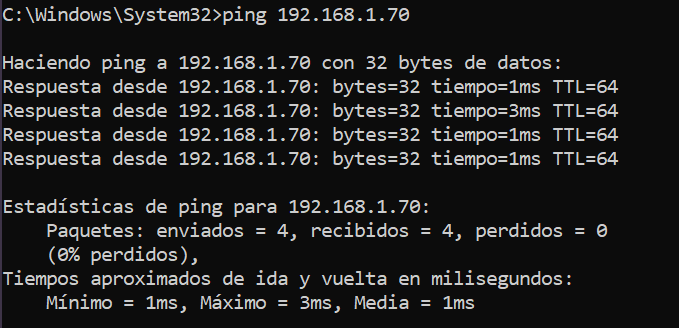 C:\Windows\System32>ping 192.168.1.70
Haciendo ping a 192.168.1.70 con 32 bytes de datos:
Respuesta desde 192.168.1.70: bytes=32 tiempo=1ms TTL=64
Respuesta desde 192.168.1.70: bytes=32 tiempo=3ms TTL=64
Respuesta desde 192.168.1.70: bytes=32 tiempo=1ms TTL=64
Respuesta desde 192.168.1.70: bytes=32 tiempo=1ms TTL=64
Estadísticas de ping para 192.168.1.70:
Paquetes: enviados = 4, recibidos = 4, perdidos = 0
(0% perdidos),
Tiempos aproximados de ida y vuelta en milisegundos:
Mínimo = 1ms, Máximo = 3ms, Media = 1ms